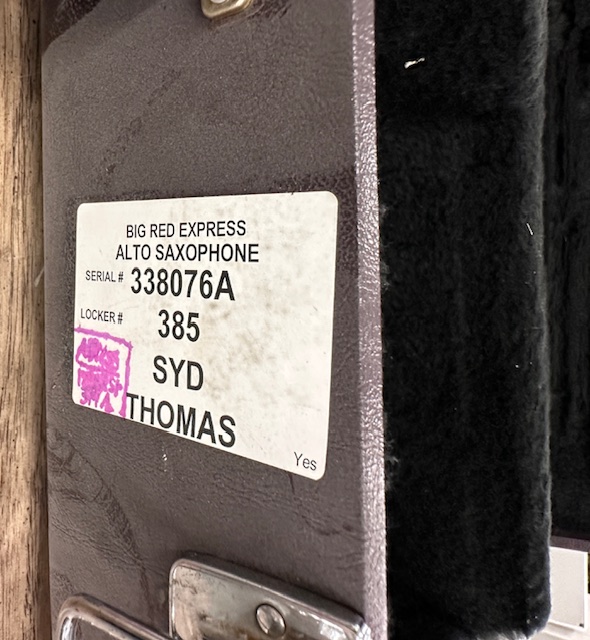 BIG RED EXPRESS
ALTO SAXOPHONE
SERIAL # 338076A
LOCKER # 385
SYD
THOMAS
Yes